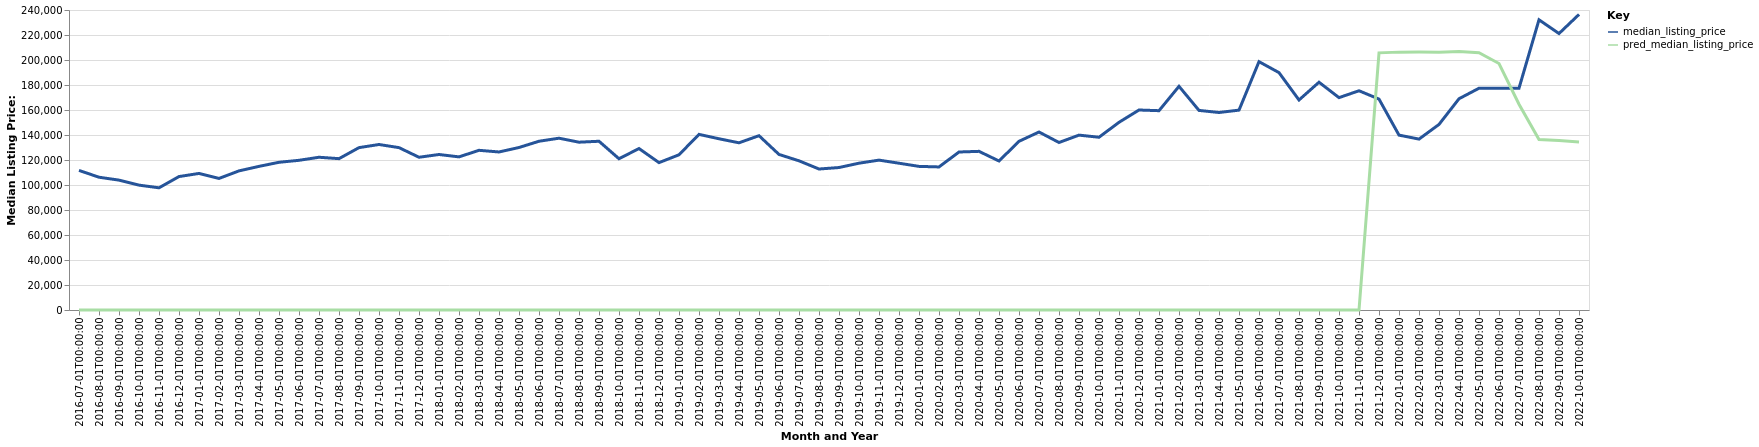 240,000
220,000
200,000
180,000
160,000
140,000
120,000
100,000
80,000
60,000
40,000
20,000
0
Median Listing Price:
2016-07-01T00:00:00
2016-08-01T00:00:00
2016-09-01T00:00:00
2016-10-01T00:00:00
2016-11-01T00:00:00
2016-12-01T00:00:00
2017-01-01T00:00:00
2017-02-01T00:00:00
2017-03-01T00:00:00
2017-04-01T00:00:00
2017-05-01T00:00:00
2017-06-01T00:00:00
2017-07-01T00:00:00
2017-08-01T00:00:00
2017-09-01T00:00:00
2017-10-01T00:00:00
2017-11-01T00:00:00
2017-12-01T00:00:00
2018-01-01T00:00:00
2018-02-01T00:00:00
2018-03-01T00:00:00
2018-04-01T00:00:00
2018-05-01T00:00:00
2018-06-01T00:00:00
2018-07-01T00:00:00
2018-08-01T00:00:00
2018-09-01T00:00:00
2018-10-01T00:00:00
2018-11-01T00:00:00
2018-12-01T00:00:00
2019-01-01T00:00:00
2019-02-01T00:00:00
2019-03-01T00:00:00
2019-04-01T00:00:00
2019-05-01T00:00:00
2019-06-01T00:00:00
2019-07-01T00:00:00
2019-08-01T00:00:00
2019-09-01T00:00:00
2019-10-01T00:00:00
2019-11-01T00:00:00
2019-12-01T00:00:00
2020-01-01T00:00:00
2020-02-01T00:00:00
2020-03-01T00:00:00
2020-04-01T00:00:00
2020-05-01T00:00:00
2020-06-01T00:00:00
2020-07-01T00:00:00
2020-08-01T00:00:00
2020-09-01T00:00:00
2020-10-01T00:00:00
2020-11-01T00:00:00
2020-12-01T00:00:00
2021-01-01T00:00:00
2021-02-01T00:00:00
2021-03-01T00:00:00
2021-04-01T00:00:00
2021-05-01T00:00:00
2021-06-01T00:00:00
2021-07-01T00:00:00
2021-08-01T00:00:00
2021-09-01T00:00:00
2021-10-01T00:00:00
2021-11-01T00:00:00
2021-12-01T00:00:00
2022-01-01T00:00:00
2022-02-01T00:00:00
2022-03-01T00:00:00
2022-04-01T00:00:00
2022-05-01T00:00:00
2022-06-01T00:00:00
2022-07-01T00:00:00
2022-08-01T00:00:00
2022-09-01T00:00:00
2022-10-01T00:00:00
Month and Year
Key
median_listing_price
pred_median_listing_price